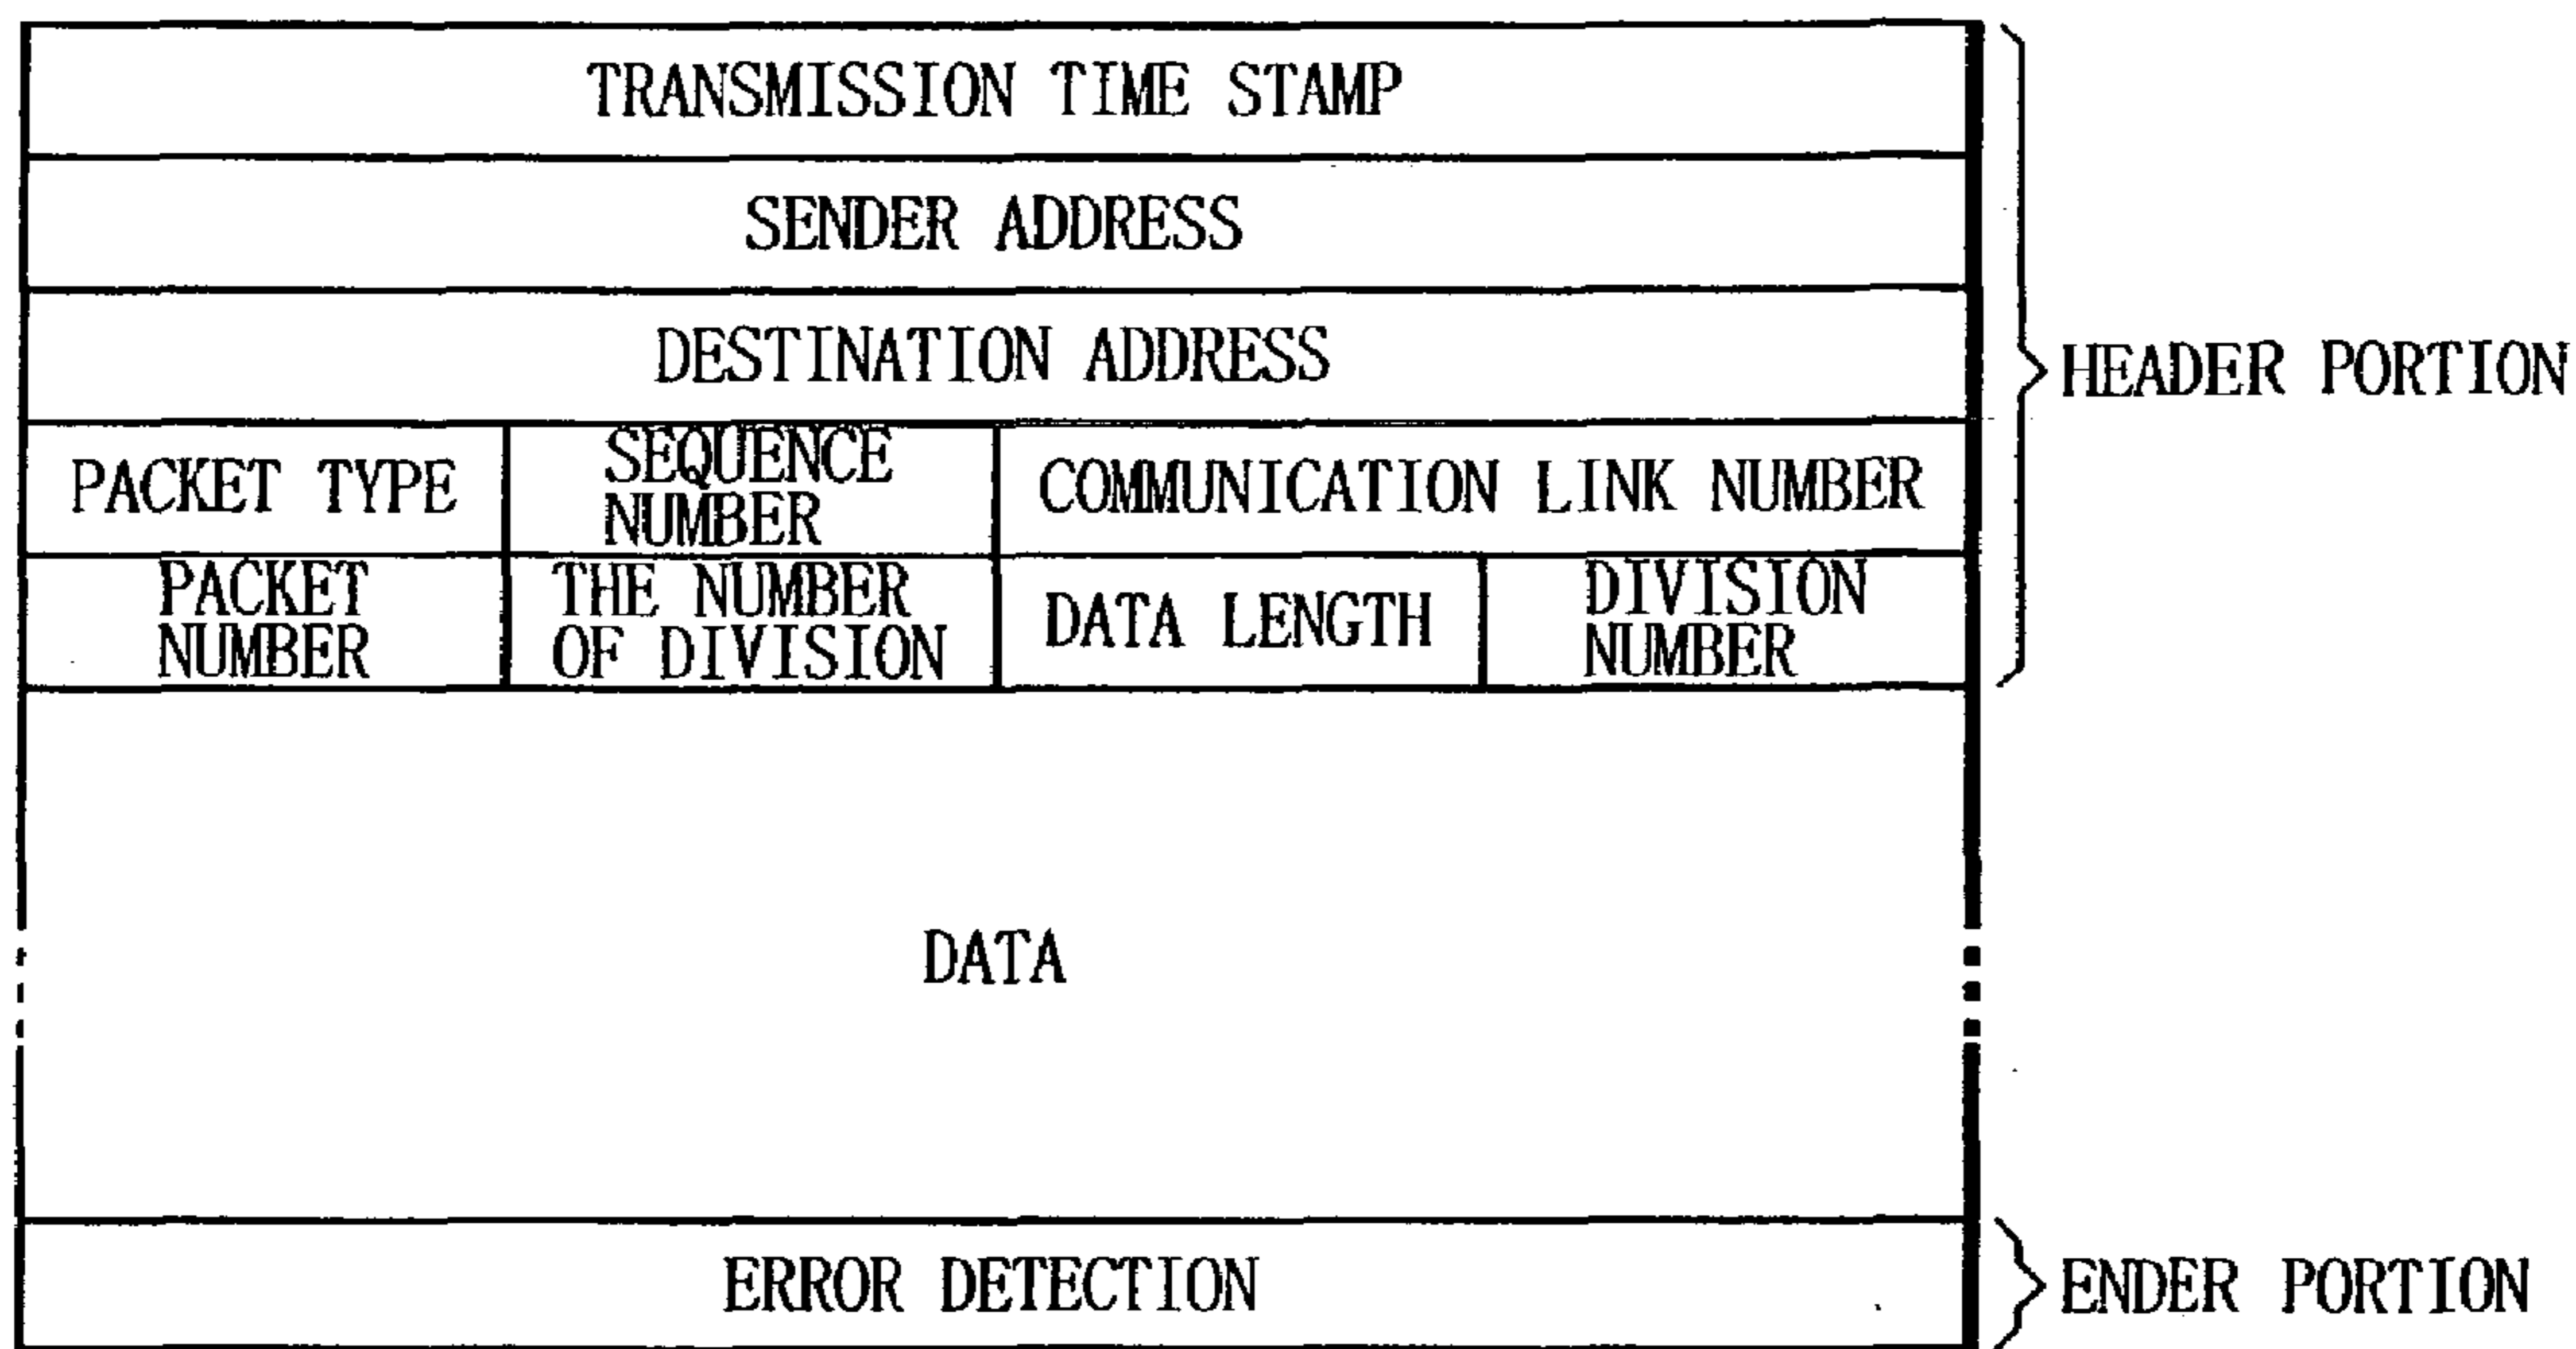 TRANSMISSION TIME STAMP
SENDER ADDRESS
DESTINATION ADDRESS
HEADER PORTION
PACKET TYPE
SEQUENCE
NUMBER
COMMUNICATION LINK NUMBER
PACKET
NUMBER
THE NUMBER
OF DIVISION
DATA LENGTH
DIVISION
NUMBER
DATA
ERROR DETECTION
ENDER PORTION